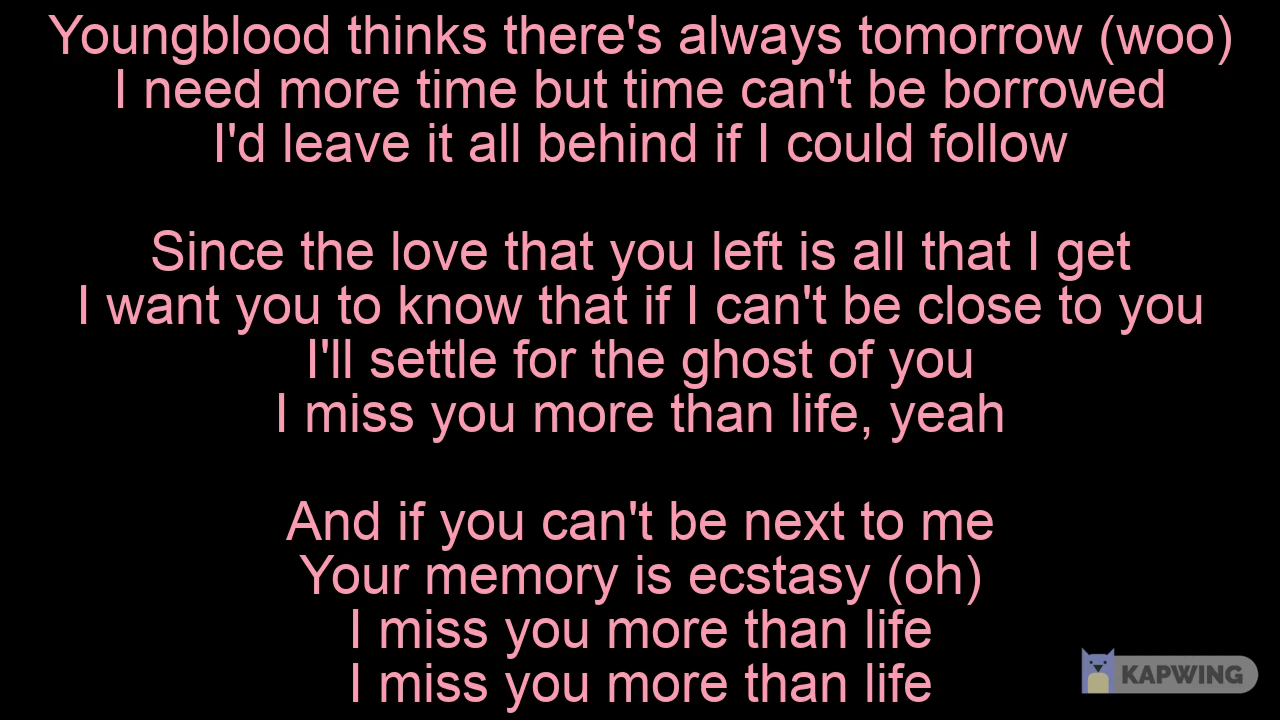 Youngblood thinks there's always tomorrow (woo)
I need more time but time can't be borrowed
I'd leave it all behind if I could follow
Since the love that you left is all that I get
I want you to know that if I can't be close to you
I'll settle for the ghost of you
I miss you more than life, yeah
And if you can't be next to me
Your memory is ecstasy (oh)
I miss you more than life
I miss you more than life
KAPWING